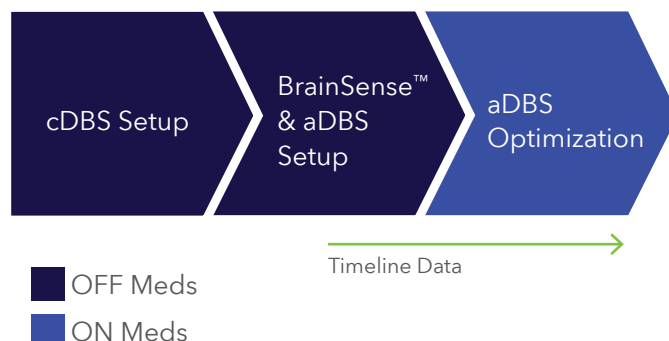 cDBS Setup
BrainSense™
& aDBS
Setup
aDBS
Optimization
Timeline Data
OFF Meds
ON Meds